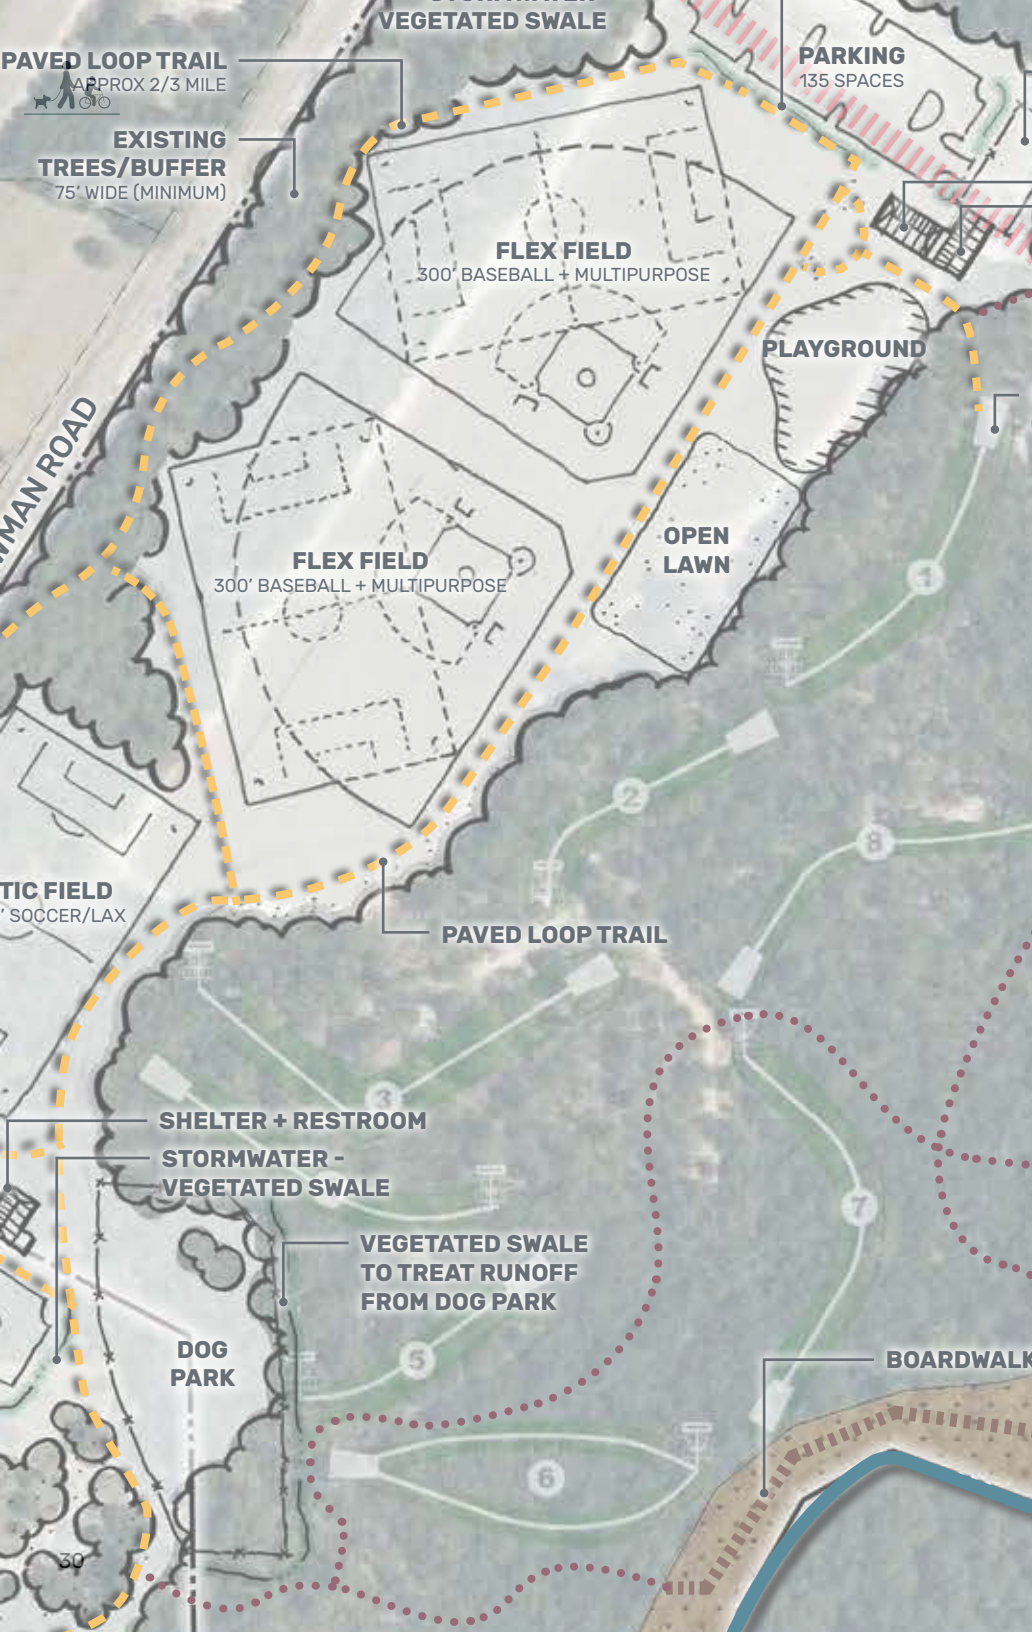 VEGETATED SWALE
PAVED LOOP TRAIL
APPROX 2/3 MILE
PARKING
135 SPACES
EXISTING
TREES/BUFFER
75' WIDE (MINIMUM)
FLEX FIELD
300' BASEBALL + MULTIPURPOSE
PLAYGROUND
WMAN ROAD
OPEN
LAWN
FLEX FIELD
300' BASEBALL + MULTIPURPOSE
1
2
8
TIC FIELD
' SOCCER/LAX
PAVED LOOP TRAIL
3
SHELTER + RESTROOM
STORMWATER -
VEGETATED SWALE
7
VEGETATED SWALE
TO TREAT RUNOFF
FROM DOG PARK
DOG
PARK
5
BOARDWALK
6
30